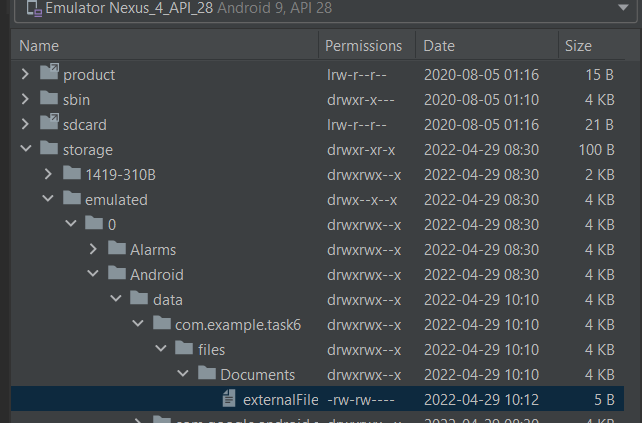 Emulator Nexus_4_API_28 Android 9, API 28
Name Permissions Date Size
product lrw-r--r-- 2020-08-05 01:16 15 B
sbin drwxr-x--- 2020-08-05 01:10 4 KB
sdcard lrw-r--r-- 2020-08-05 01:16 21 B
storage drwxr-xr-x 2022-04-29 08:30 100 B
1419-310B drwxrwx--x 2022-04-29 08:30 2 KB
emulated drwx--x--x 2022-04-29 08:30 4 KB
0 drwxrwx--x 2022-04-29 08:30 4 KB
Alarms drwxrwx--x 2022-04-29 08:30 4 KB
Android drwxrwx--x 2022-04-29 08:30 4 KB
data drwxrwx--x 2022-04-29 10:10 4 KB
com.example.task6 drwxrwx--x 2022-04-29 10:10 4 KB
files drwxrwx--x 2022-04-29 10:10 4 KB
Documents drwxrwx--x 2022-04-29 10:10 4 KB
externalFile -rw-rw---- 2022-04-29 10:12 5 B